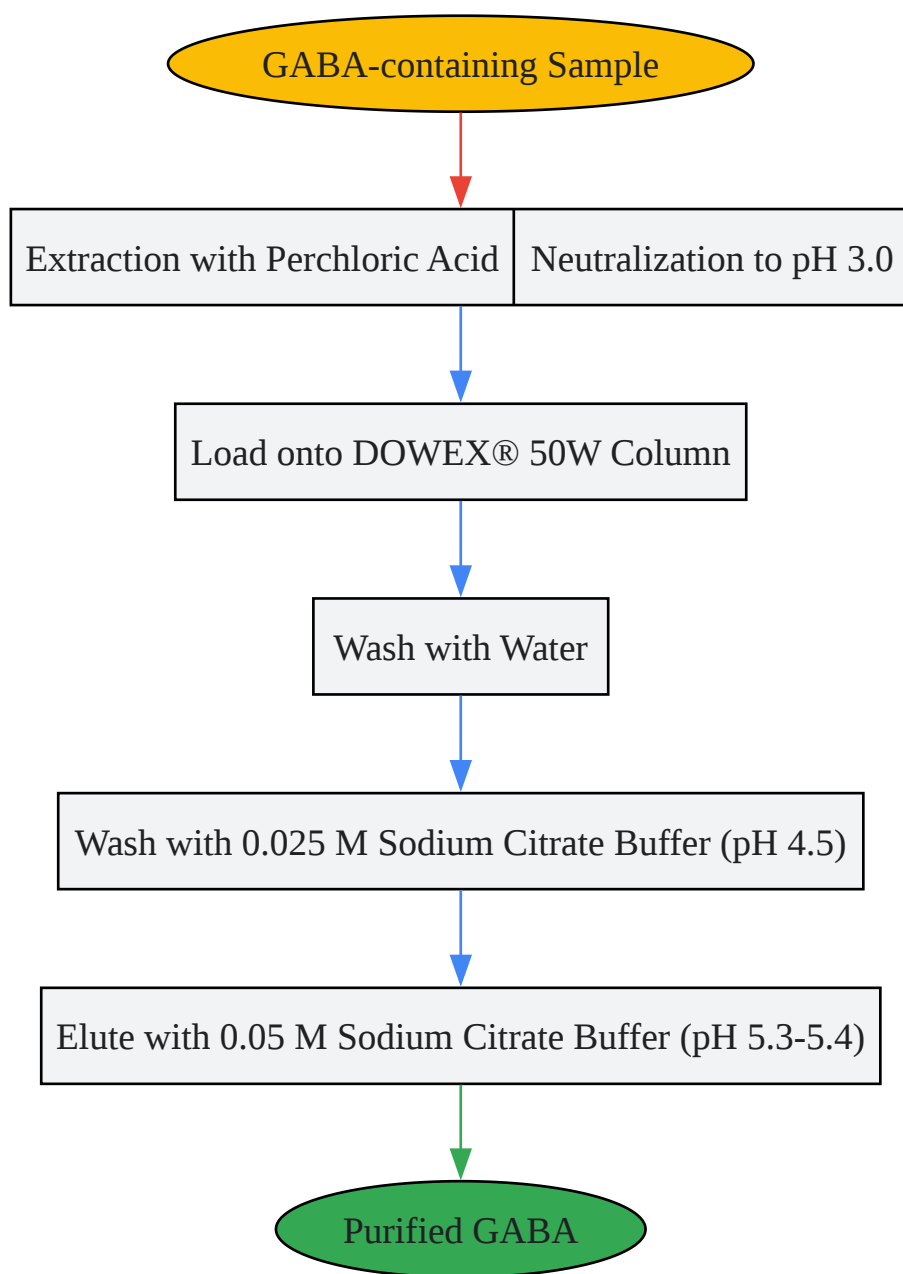 GABA-containing Sample
Extraction with Perchloric Acid
Neutralization to pH 3.0
Load onto DOWEX® 50W Column
Wash with Water
Wash with 0.025 M Sodium Citrate Buffer (pH 4.5)
Elute with 0.05 M Sodium Citrate Buffer (pH 5.3-5.4)
Purified GABA